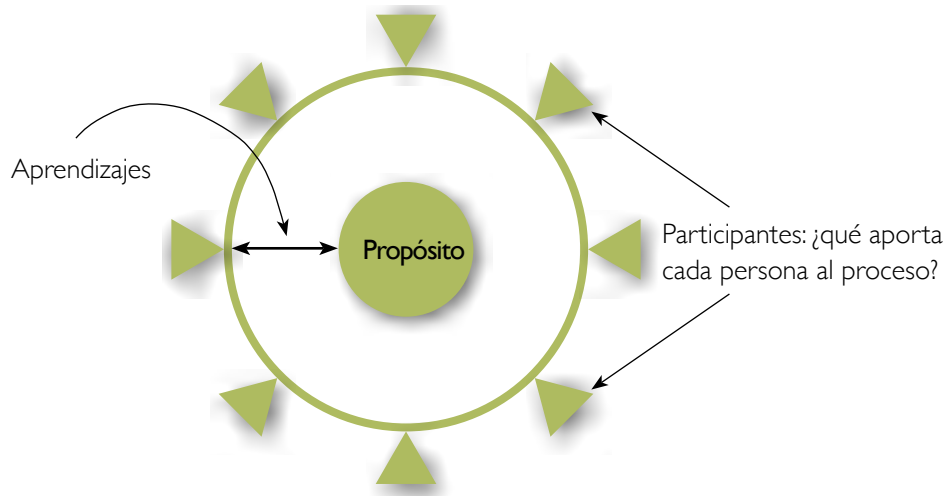 Aprendizajes
Propósito
Participantes: ¿qué aporta
cada persona al proceso?